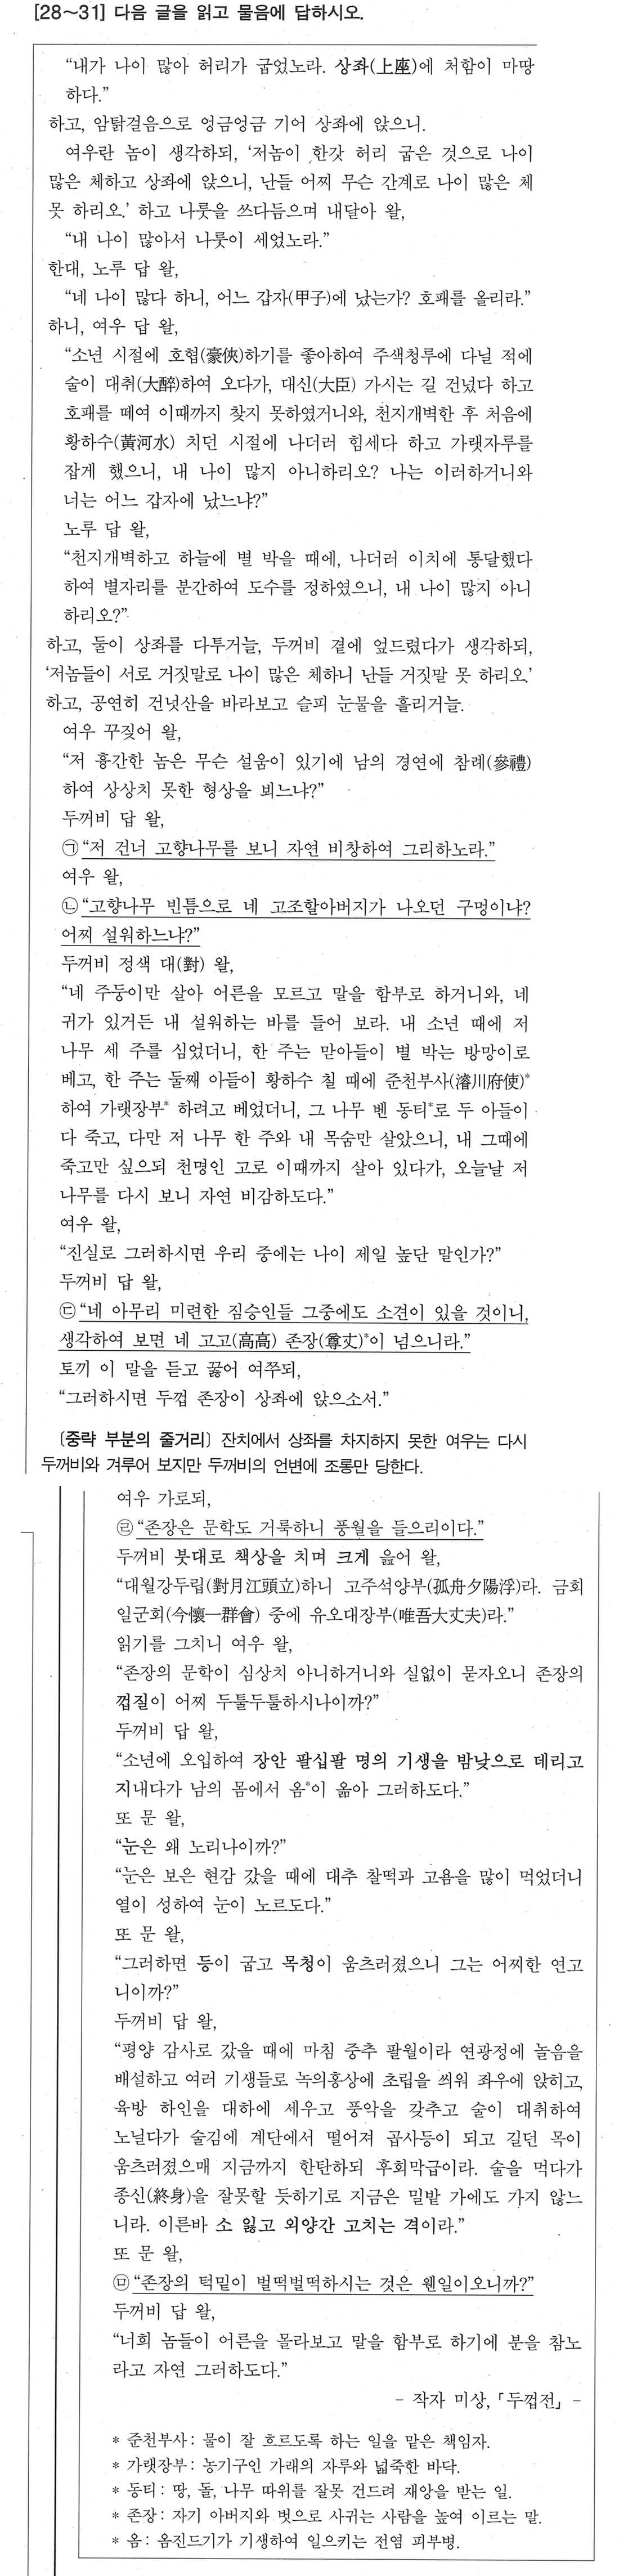 [28～31] 다음 글을 읽고 물음에 답하시오.
“내가 나이 많아 허리가 굽었노라. 상좌(上座)에 처함이 마땅
하다.”
하고, 암탉걸음으로 엉금엉금 기어 상좌에 앉으니.
여우란 놈이 생각하되, ‘저놈이 한갓 허리 굽은 것으로 나이
많은 체하고 상좌에 앉으니, 난들 어찌 무슨 간계로 나이 많은 체
못 하리오.’ 하고 나룻을 쓰다듬으며 내달아 왈,
“내 나이 많아서 나룻이 세었노라.”
한대, 노루 답 왈,
“네 나이 많다 하니, 어느 갑자(甲子)에 났는가? 호패를 올리라.”
하니, 여우 답 왈,
“소년 시절에 호협(豪俠)하기를 좋아하여 주색청루에 다닐 적에
술이 대취(大醉)하여 오다가, 대신(大臣) 가시는 길 건넜다 하고
호패를 떼여 이때까지 찾지 못하였거니와, 천지개벽한 후 처음에
황하수(黃河水) 치던 시절에 나더러 힘세다 하고 가랫자루를
잡게 했으니, 내 나이 많지 아니하리오? 나는 이러하거니와
너는 어느 갑자에 났느냐?”
노루 답 왈,
“천지개벽하고 하늘에 별 박을 때에, 나더러 이치에 통달했다
하여 별자리를 분간하여 도수를 정하였으니, 내 나이 많지 아니
하리오?”
하고, 둘이 상좌를 다투거늘, 두꺼비 곁에 엎드렸다가 생각하되,
‘저놈들이 서로 거짓말로 나이 많은 체하니 난들 거짓말 못 하리오.’
하고, 공연히 건넛산을 바라보고 슬피 눈물을 흘리거늘.
여우 꾸짖어 왈,
“저 흉간한 놈은 무슨 설움이 있기에 남의 경연에 참례(參禮)
하여 상상치 못한 형상을 뵈느냐?”
두꺼비 답 왈,
㉠“저 건너 고향나무를 보니 자연 비창하여 그리하노라.”
여우 왈,
㉡“고향나무 빈틈으로 네 고조할아버지가 나오던 구멍이냐?
어찌 설워하느냐?”
두꺼비 정색 대(對) 왈,
“네 주둥이만 살아 어른을 모르고 말을 함부로 하거니와, 네
귀가 있거든 내 설워하는 바를 들어 보라. 내 소년 때에 저
나무 세 주를 심었더니, 한 주는 맏아들이 별 박는 방망이로
베고, 한 주는 둘째 아들이 황하수 칠 때에 준천부사(濬川府使)*
하여 가랫장부* 하려고 베었더니, 그 나무 벤 동티*로 두 아들이
다 죽고, 다만 저 나무 한 주와 내 목숨만 살았으니, 내 그때에
죽고만 싶으되 천명인 고로 이때까지 살아 있다가, 오늘날 저
나무를 다시 보니 자연 비감하도다.”
여우 왈,
“진실로 그러하시면 우리 중에는 나이 제일 높단 말인가?”
두꺼비 답 왈,
㉢“네 아무리 미련한 짐승인들 그중에도 소견이 있을 것이니,
생각하여 보면 네 고고(高高) 존장(尊丈)*이 넘으니라.”
토끼 이 말을 듣고 꿇어 여쭈되,
“그러하시면 두껍 존장이 상좌에 앉으소서.”
[중략 부분의 줄거리] 잔치에서 상좌를 차지하지 못한 여우는 다시
두꺼비와 겨루어 보지만 두꺼비의 언변에 조롱만 당한다.
여우 가로되,
㉣“존장은 문학도 거룩하니 풍월을 들으리이다.”
두꺼비 붓대로 책상을 치며 크게 읊어 왈,
“대월강두립(對月江頭立)하니 고주석양부(孤舟夕陽浮)라. 금회
일군회(今懷一群會) 중에 유오대장부(唯吾大丈夫)라.”
읽기를 그치니 여우 왈,
“존장의 문학이 심상치 아니하거니와 실없이 묻자오니 존장의
껍질이 어찌 두툴두툴하시나이까?”
두꺼비 답 왈,
“소년에 오입하여 장안 팔십팔 명의 기생을 밤낮으로 데리고
지내다가 남의 몸에서 옴*이 옮아 그러하도다.”
또 문 왈,
“눈은 왜 노리나이까?”
“눈은 보은 현감 갔을 때에 대추 찰떡과 고욤을 많이 먹었더니
열이 성하여 눈이 노르도다.”
또 문 왈,
“그러하면 등이 굽고 목청이 움츠러졌으니 그는 어찌한 연고
니이까?”
두꺼비 답 왈,
“평양 감사로 갔을 때에 마침 중추 팔월이라 연광정에 놀음을
배설하고 여러 기생들로 녹의홍상에 초립을 씌워 좌우에 앉히고,
육방 하인을 대하에 세우고 풍악을 갖추고 술이 대취하여
노닐다가 술김에 계단에서 떨어져 곱사등이 되고 길던 목이
움츠러졌으매 지금까지 한탄하되 후회막급이라. 술을 먹다가
종신(終身)을 잘못할 듯하기로 지금은 밀밭 가에도 가지 않느
니라. 이른바 소 잃고 외양간 고치는 격이라.”
또 문 왈,
㉤“존장의 턱밑이 벌떡벌떡하시는 것은 웬일이오니까?”
두꺼비 답 왈,
“너희 놈들이 어른을 몰라보고 말을 함부로 하기에 분을 참노
라고 자연 그러하도다.”
- 작자 미상, 「두껍전」 -
* 준천부사 : 물이 잘 흐르도록 하는 일을 맡은 책임자.
* 가랫장부 : 농기구인 가래의 자루와 넓죽한 바닥.
* 동티 : 땅, 돌, 나무 따위를 잘못 건드려 재앙을 받는 일.
* 존장 : 자기 아버지와 벗으로 사귀는 사람을 높여 이르는 말.
* 옴 : 옴진드기가 기생하여 일으키는 전염 피부병.